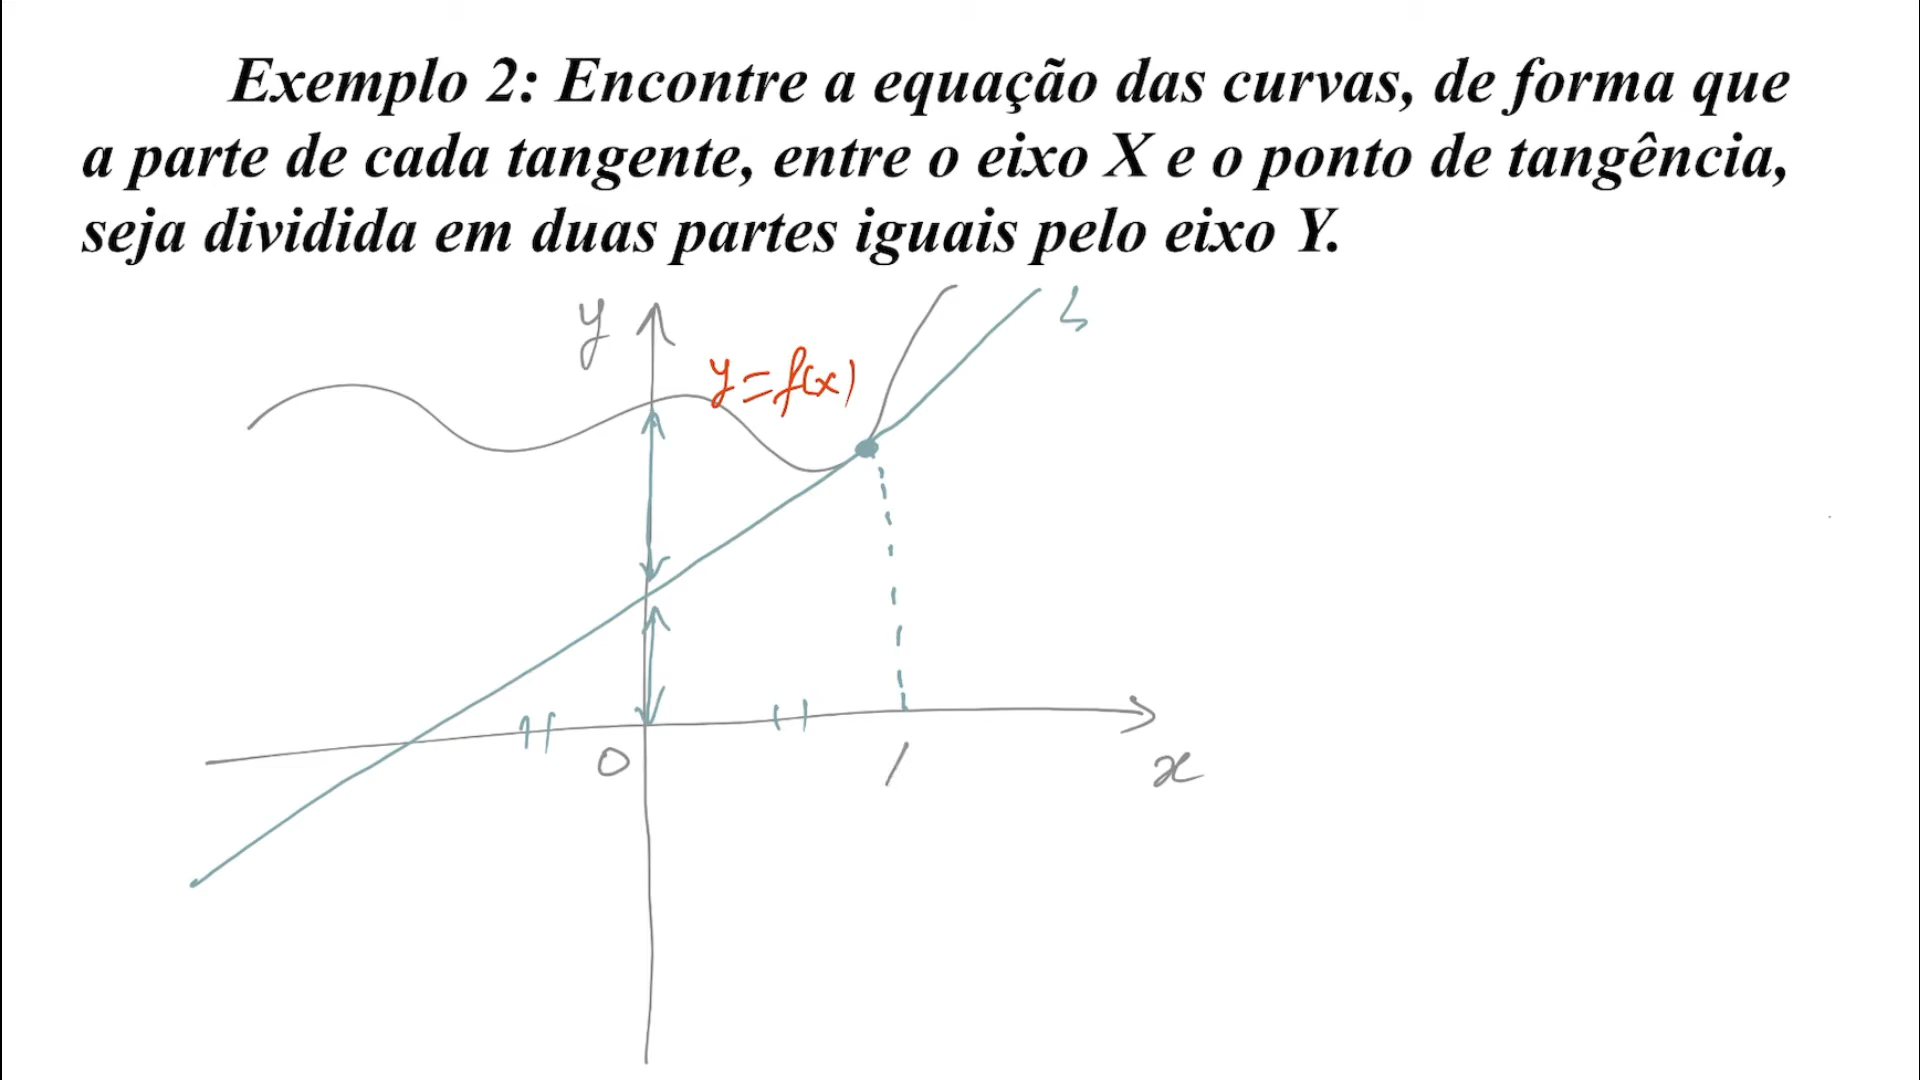 Exemplo 2: Encontre a equação das curvas, de forma que
a parte de cada tangente, entre o eixo X e o ponto de tangência,
seja dividida em duas partes iguais pelo eixo Y.
y
y=f(x)
0
x